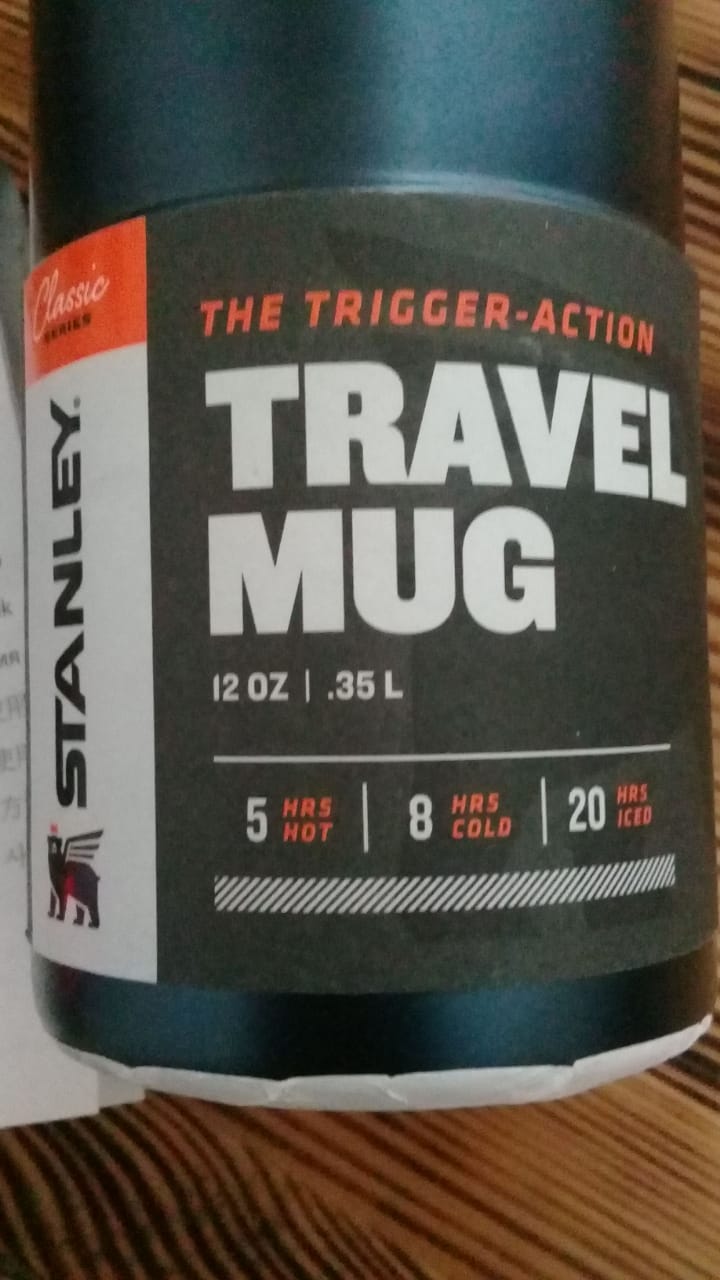 Classic
SERIES
STANLEY®
THE TRIGGER-ACTION
TRAVEL
MUG
12 OZ | .35 L
5 HRS HOT | 8 HRS COLD | 20 HRS ICED